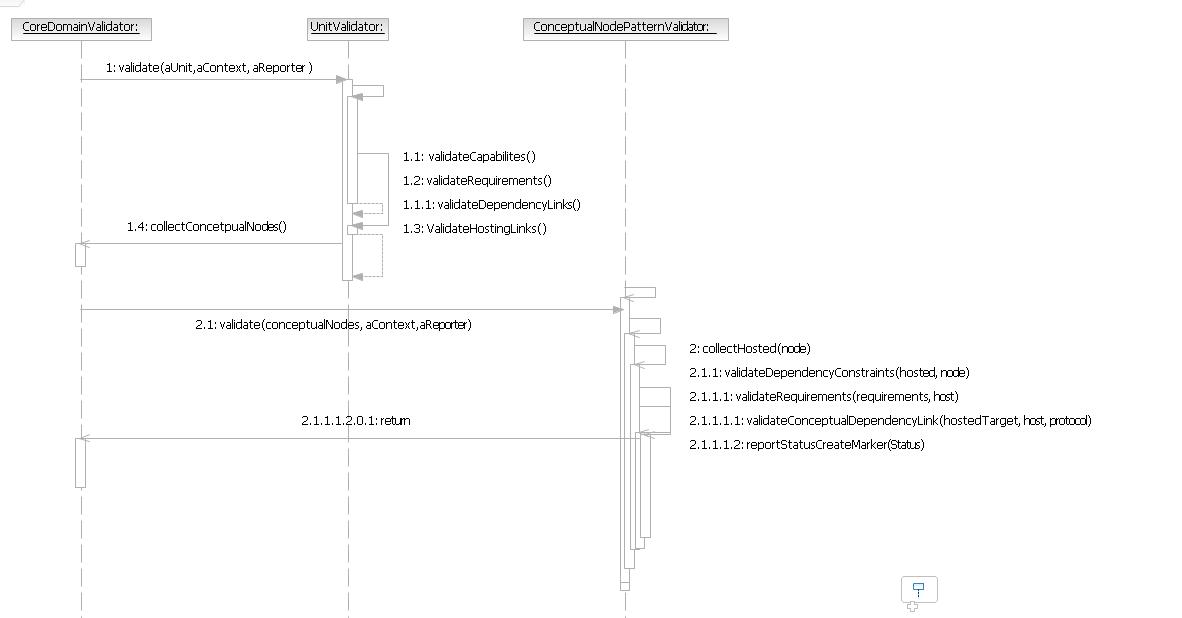 CoreDomainValidator:
UnitValidator:
ConceptualNodePatternValidator:
1: validate(aUnit,aContext, aReporter )
1.1: validateCapabilites()
1.2: validateRequirements()
1.1.1: validateDependencyLinks()
1.4: collectConcetpualNodes()
1.3: ValidateHostingLinks()
2.1: validate(conceptualNodes, aContext,aReporter)
2: collectHosted(node)
2.1.1: validateDependencyConstraints(hosted, node)
2.1.1.1: validateRequirements(requirements, host)
2.1.1.1.2.0.1: return
2.1.1.1.1: validateConceptualDependencyLink(hostedTarget, host, protocol)
2.1.1.1.2: reportStatusCreateMarker(Status)